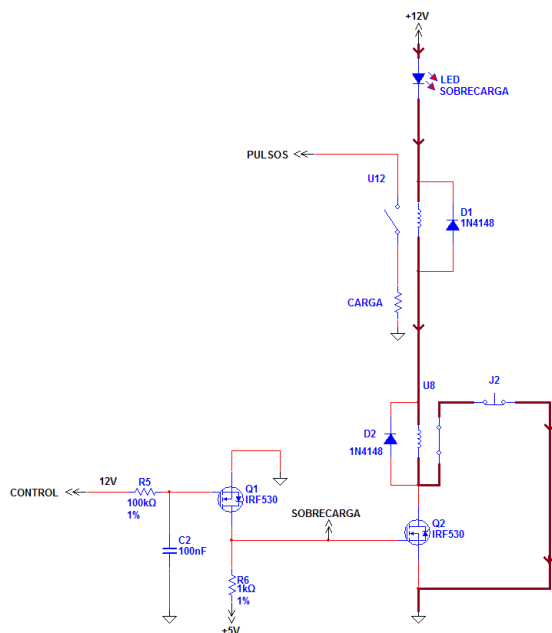 +12V
LED
SOBRECARGA
PULSOS
U12
D1
1N4148
CARGA
U8
J2
D2
1N4148
12V
CONTROL
R5
100kΩ
1%
Q1
IRF530
SOBRECARGA
Q2
IRF530
C2
100nF
R6
1kΩ
1%
+5V